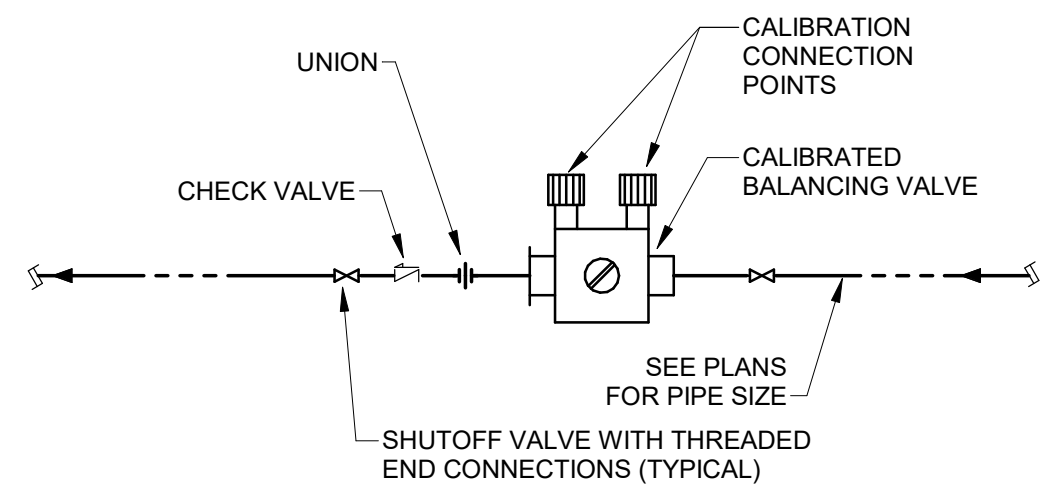 CALIBRATION
CONNECTION
POINTS
UNION
CALIBRATED
BALANCING VALVE
CHECK VALVE
SEE PLANS
FOR PIPE SIZE
SHUTOFF VALVE WITH THREADED
END CONNECTIONS (TYPICAL)